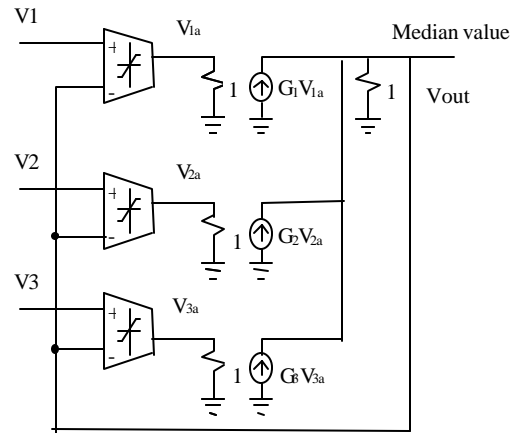 V1
V1a
Median value
+
-
1
G1V1a
1
Vout
V2
V2a
+
-
1
G2V2a
V3
V3a
+
-
1
G3V3a